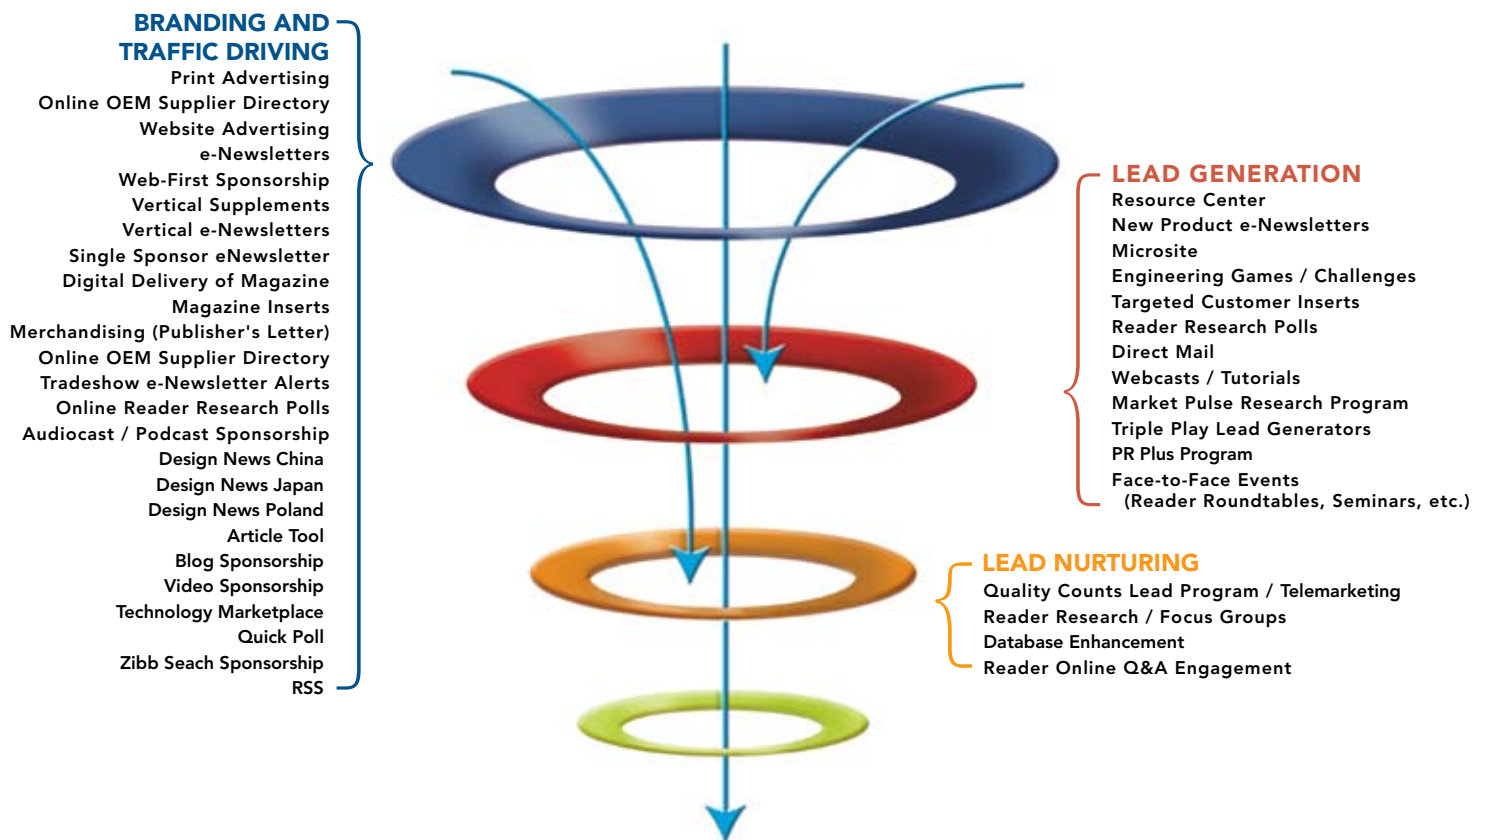 BRANDING AND
TRAFFIC DRIVING
Print Advertising
Online OEM Supplier Directory
Website Advertising
e-Newsletters
Web-First Sponsorship
Vertical Supplements
Vertical e-Newsletters
Single Sponsor eNewsletter
Digital Delivery of Magazine
Magazine Inserts
Merchandising (Publisher's Letter)
Online OEM Supplier Directory
Tradeshow e-Newsletter Alerts
Online Reader Research Polls
Audiocast / Podcast Sponsorship
Design News China
Design News Japan
Design News Poland
Article Tool
Blog Sponsorship
Video Sponsorship
Technology Marketplace
Quick Poll
Zibb Seach Sponsorship
RSS
LEAD GENERATION
Resource Center
New Product e-Newsletters
Microsite
Engineering Games / Challenges
Targeted Customer Inserts
Reader Research Polls
Direct Mail
Webcasts / Tutorials
Market Pulse Research Program
Triple Play Lead Generators
PR Plus Program
Face-to-Face Events
(Reader Roundtables, Seminars, etc.)
LEAD NURTURING
Quality Counts Lead Program / Telemarketing
Reader Research / Focus Groups
Database Enhancement
Reader Online Q&A Engagement